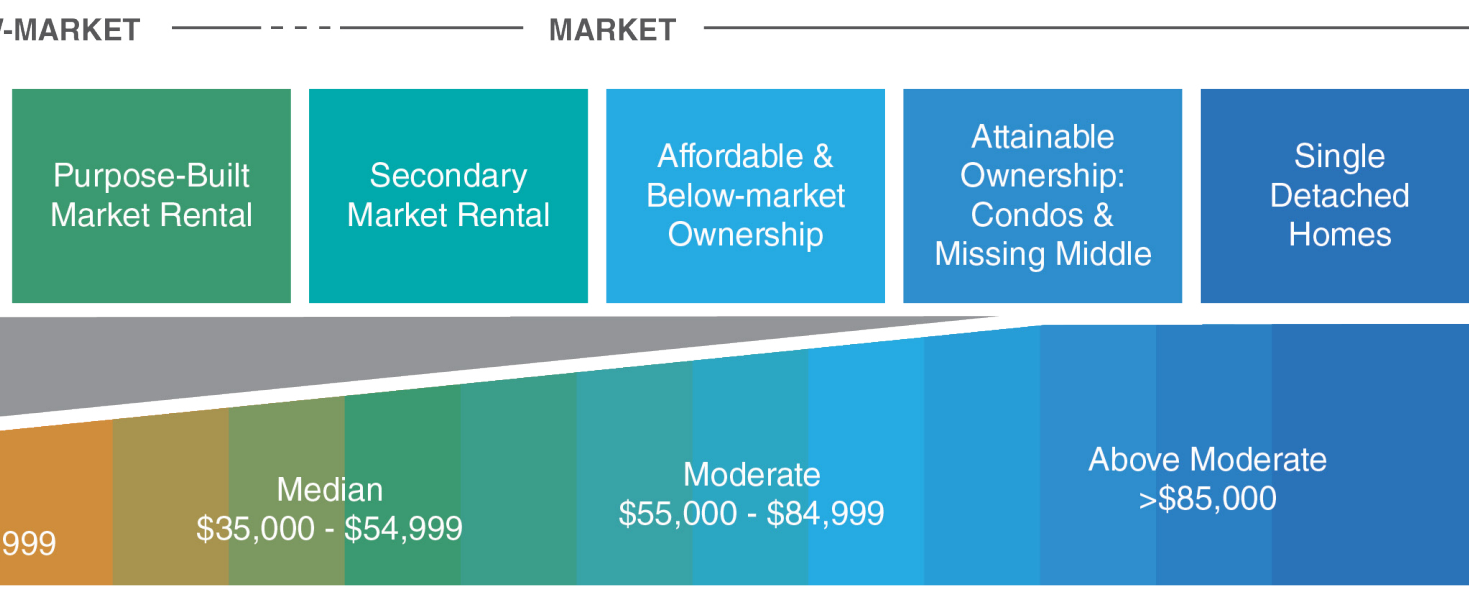 -MARKET
MARKET
Purpose-Built
Market Rental
Secondary
Market Rental
Affordable &
Below-market
Ownership
Attainable
Ownership:
Condos &
Missing Middle
Single
Detached
Homes
999
Median
$35,000 - $54,999
Moderate
$55,000 - $84,999
Above Moderate
>$85,000